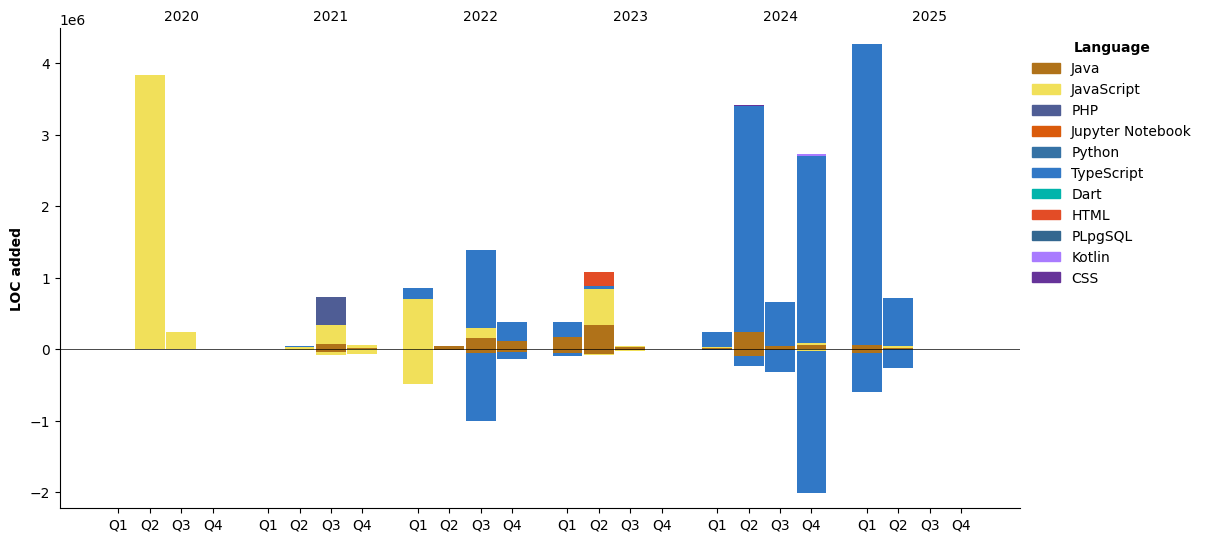 1e6
2020 2021 2022 2023 2024 2025
Language
Java
JavaScript
PHP
Jupyter Notebook
Python
TypeScript
Dart
HTML
PLpgSQL
Kotlin
CSS
LOC added
4
3
2
1
0
−1
−2
Q1 Q2 Q3 Q4 Q1 Q2 Q3 Q4 Q1 Q2 Q3 Q4 Q1 Q2 Q3 Q4 Q1 Q2 Q3 Q4 Q1 Q2 Q3 Q4